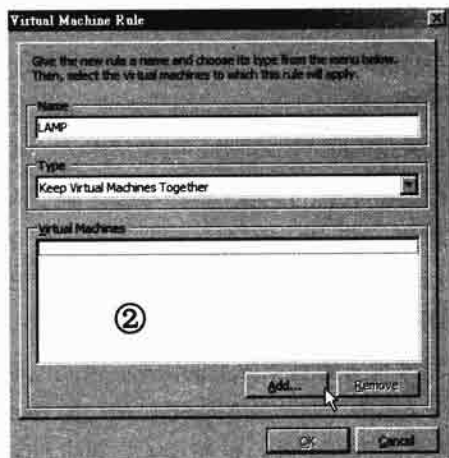 Virtual Machine Rule
Give the new rule a name and choose its type from the menu below.
Then, select the virtual machines to which this rule will apply.
Name
LAMP
Type
Keep Virtual Machines Together
Virtual Machines
②
Add...
Remove
OK
Cancel